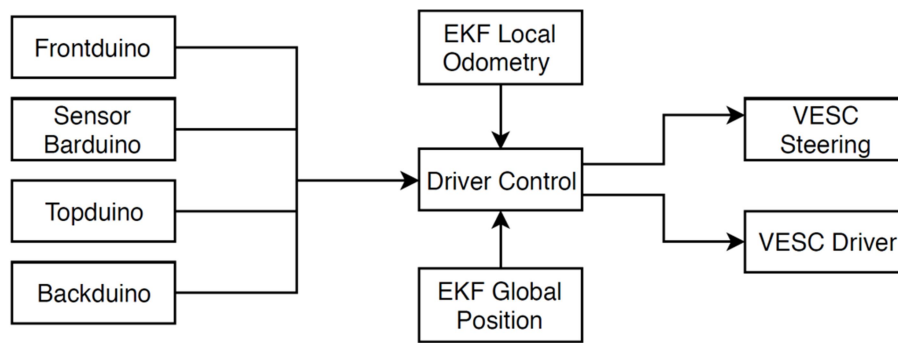 Frontduino
Sensor
Barduino
Topduino
Backduino
EKF Local
Odometry
Driver Control
EKF Global
Position
VESC
Steering
VESC Driver